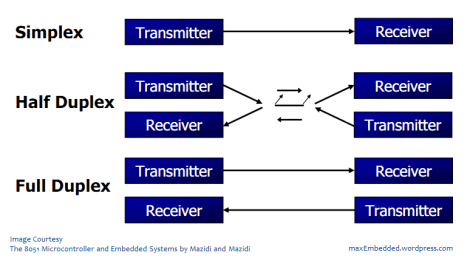 Simplex Transmitter Receiver
Transmitter Receiver
Half Duplex
Receiver Transmitter
Transmitter Receiver
Full Duplex
Receiver Transmitter
Image Courtesy
The 8051 Microcontroller and Embedded Systems by Mazidi and Mazidi maxEmbedded.wordpress.com